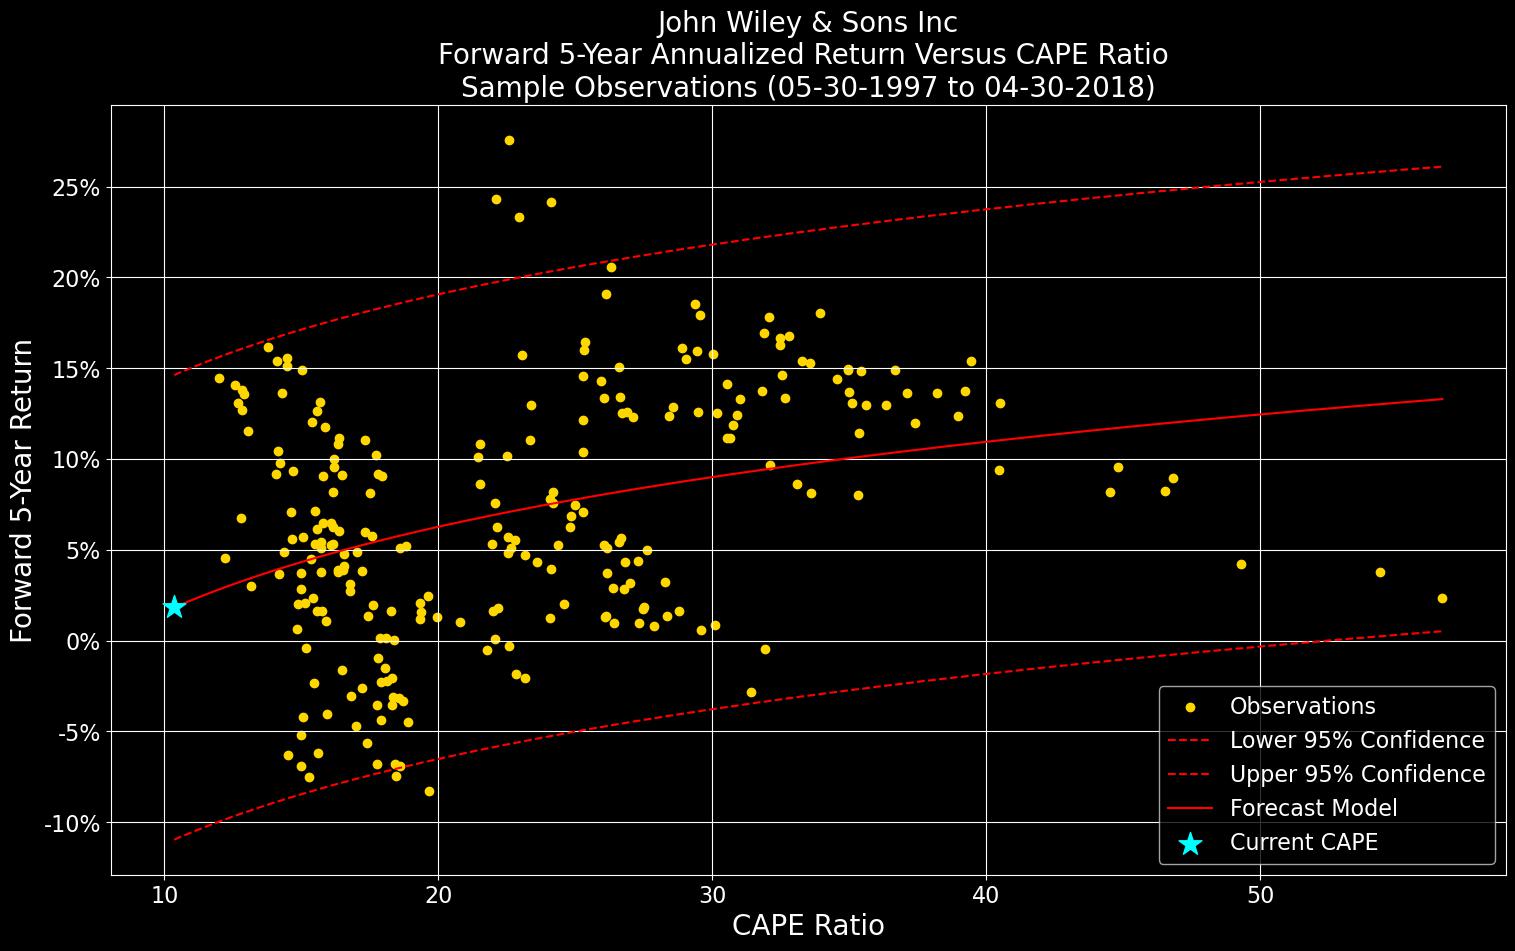 John Wiley & Sons Inc
Forward 5-Year Annualized Return Versus CAPE Ratio
Sample Observations (05-30-1997 to 04-30-2018)
Forward 5-Year Return
25%
20%
15%
10%
5%
0%
-5%
-10%
Observations
Lower 95% Confidence
Upper 95% Confidence
Forecast Model
Current CAPE
10 20 30 40 50
CAPE Ratio